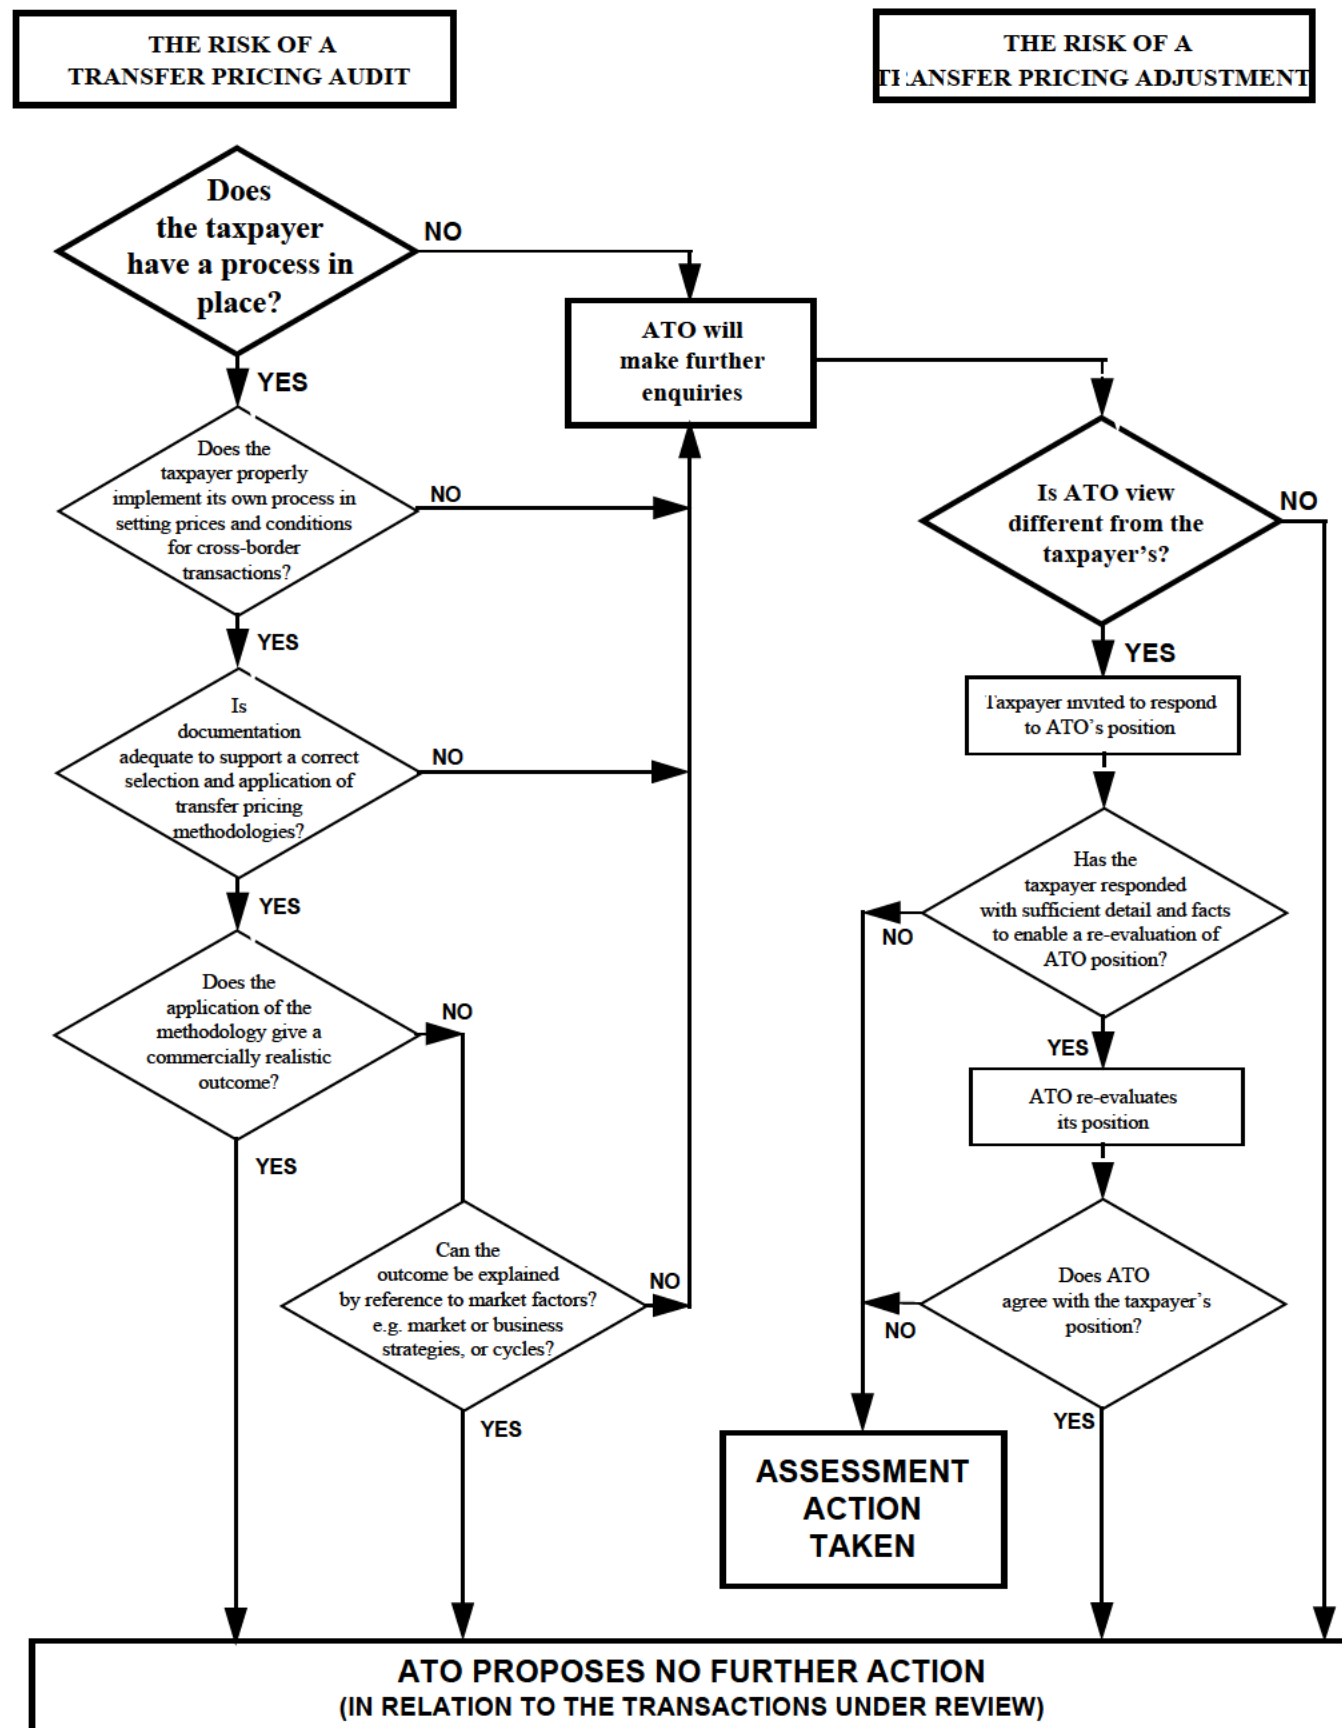 THE RISK OF A
TRANSFER PRICING AUDIT
THE RISK OF A
TRANSFER PRICING ADJUSTMENT
Does
the taxpayer
have a process in
place?
NO
YES
ATO will
make further
enquiries
Does the
taxpayer properly
implement its own process in
setting prices and conditions
for cross-border
transactions?
NO
YES
Is
documentation
adequate to support a correct
selection and application of
transfer pricing
methodologies?
NO
YES
Does the
application of the
methodology give a
commercially realistic
outcome?
NO
YES
Can the
outcome be explained
by reference to market factors?
e.g. market or business
strategies, or cycles?
NO
YES
Is ATO view
different from the
taxpayer's?
NO
YES
Taxpayer invited to respond
to ATO's position
Has the
taxpayer responded
with sufficient detail and facts
to enable a re-evaluation of
ATO position?
NO
YES
ATO re-evaluates
its position
Does ATO
agree with the taxpayer's
position?
NO
YES
ASSESSMENT
ACTION
TAKEN
ATO PROPOSES NO FURTHER ACTION
(IN RELATION TO THE TRANSACTIONS UNDER REVIEW)